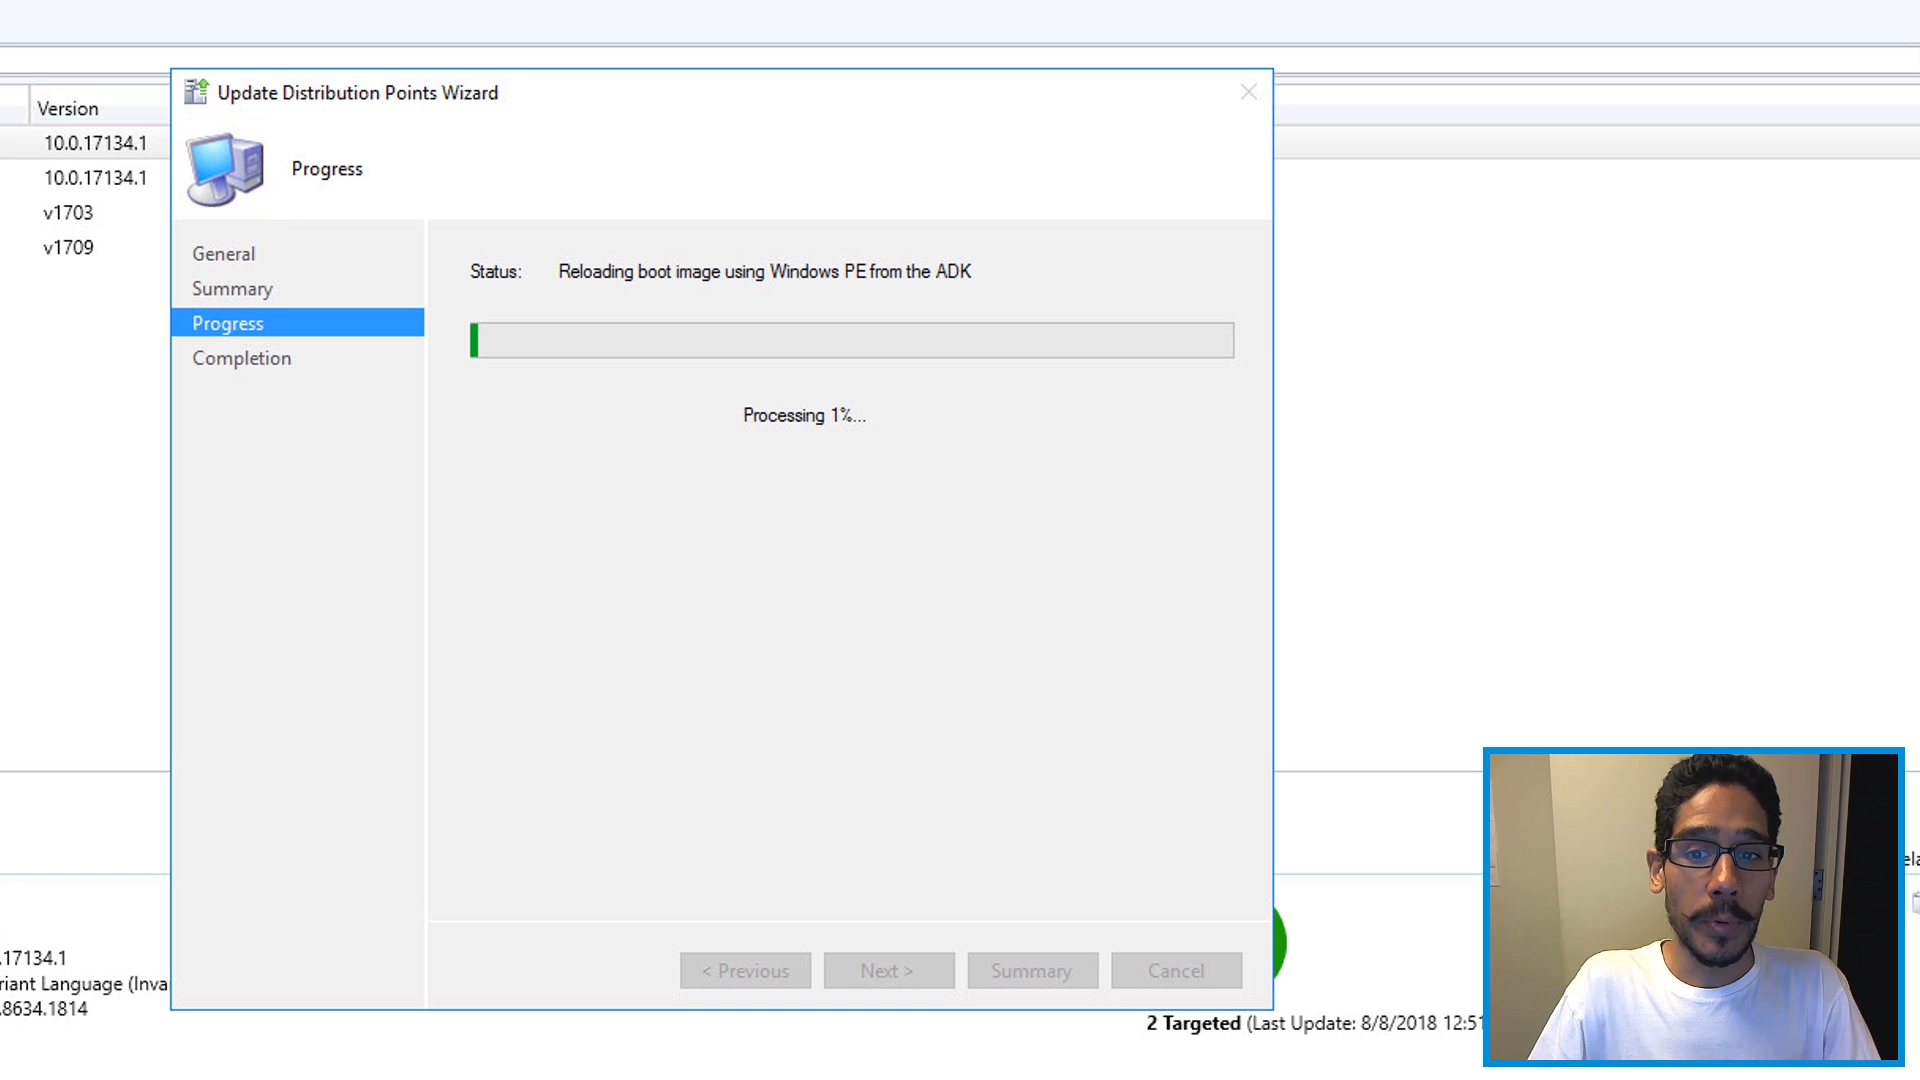 Update Distribution Points Wizard
Version
10.0.17134.1
10.0.17134.1
v1703
v1709
Progress
General
Summary
Progress
Completion
Status: Reloading boot image using Windows PE from the ADK
Processing 1%...
< Previous Next > Summary Cancel
.17134.1
riant Language (Inva
.8634.1814
2 Targeted (Last Update: 8/8/2018 12:51
ela